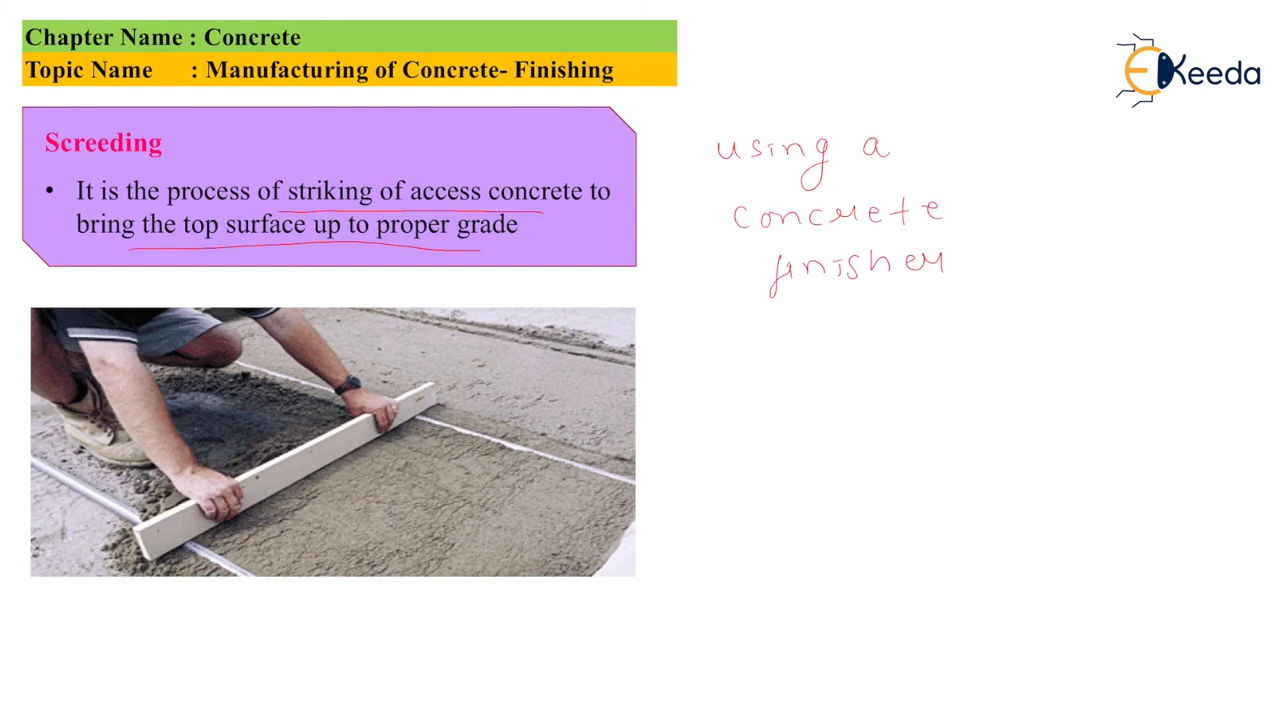 Chapter Name : Concrete
Topic Name : Manufacturing of Concrete- Finishing
Keeda
Screeding
• It is the process of striking of access concrete to
bring the top surface up to proper grade
using a
concrete
finisher